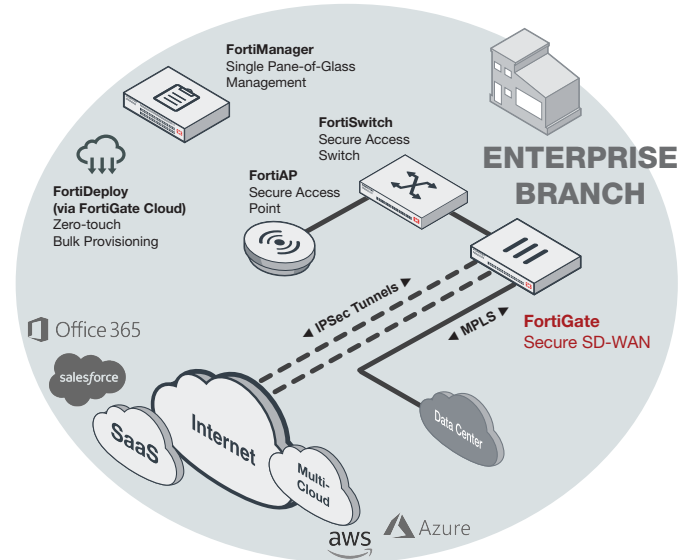 FortiManager
Single Pane-of-Glass
Management
FortiSwitch
Secure Access
Switch
ENTERPRISE
BRANCH
FortiDeploy
(via FortiGate Cloud)
Zero-touch
Bulk Provisioning
FortiAP
Secure Access
Point
◄ IPSec Tunnels ►
◄ MPLS ►
FortiGate
Secure SD-WAN
Office 365
salesforce
SaaS
Internet
Multi-
Cloud
Data Center
aws
Azure